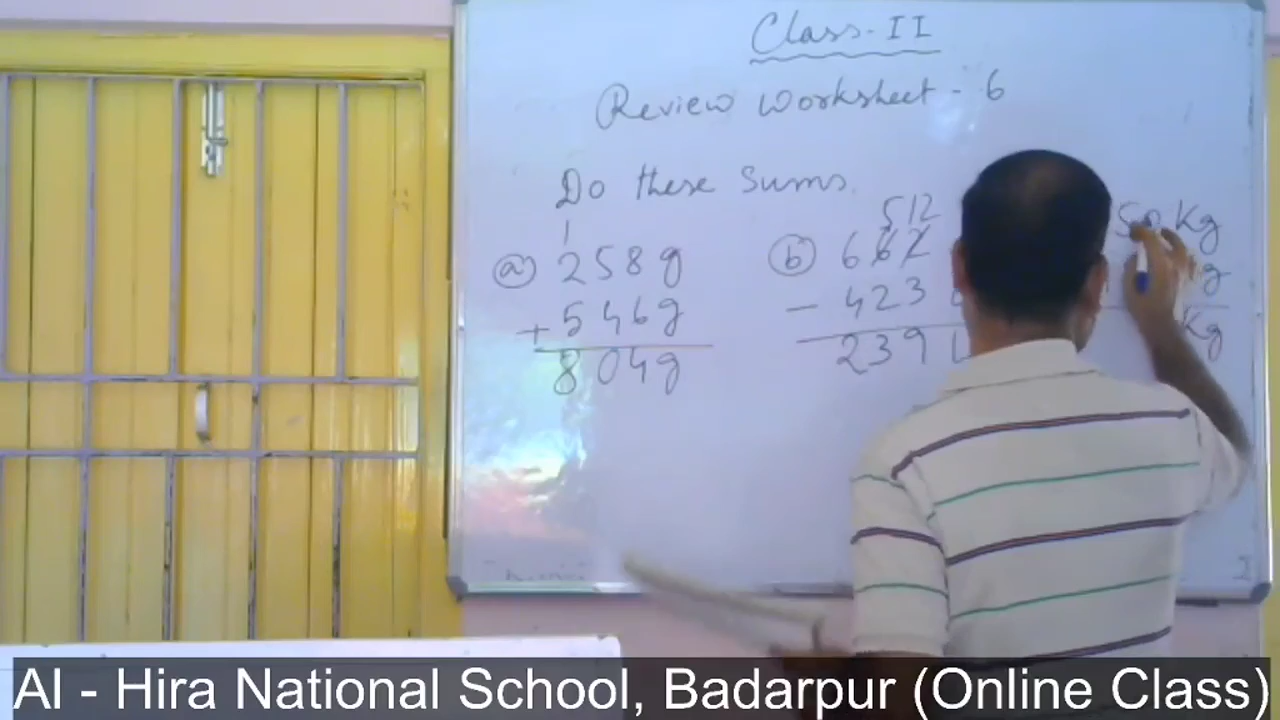 Class-II
Review Worksheet - 6
Do these Sums.
1
512
(a) 258g
(b) 662
50 Kg
+ 546g
- 423
g
804g
239 L
Kg
Al - Hira National School, Badarpur (Online Class)